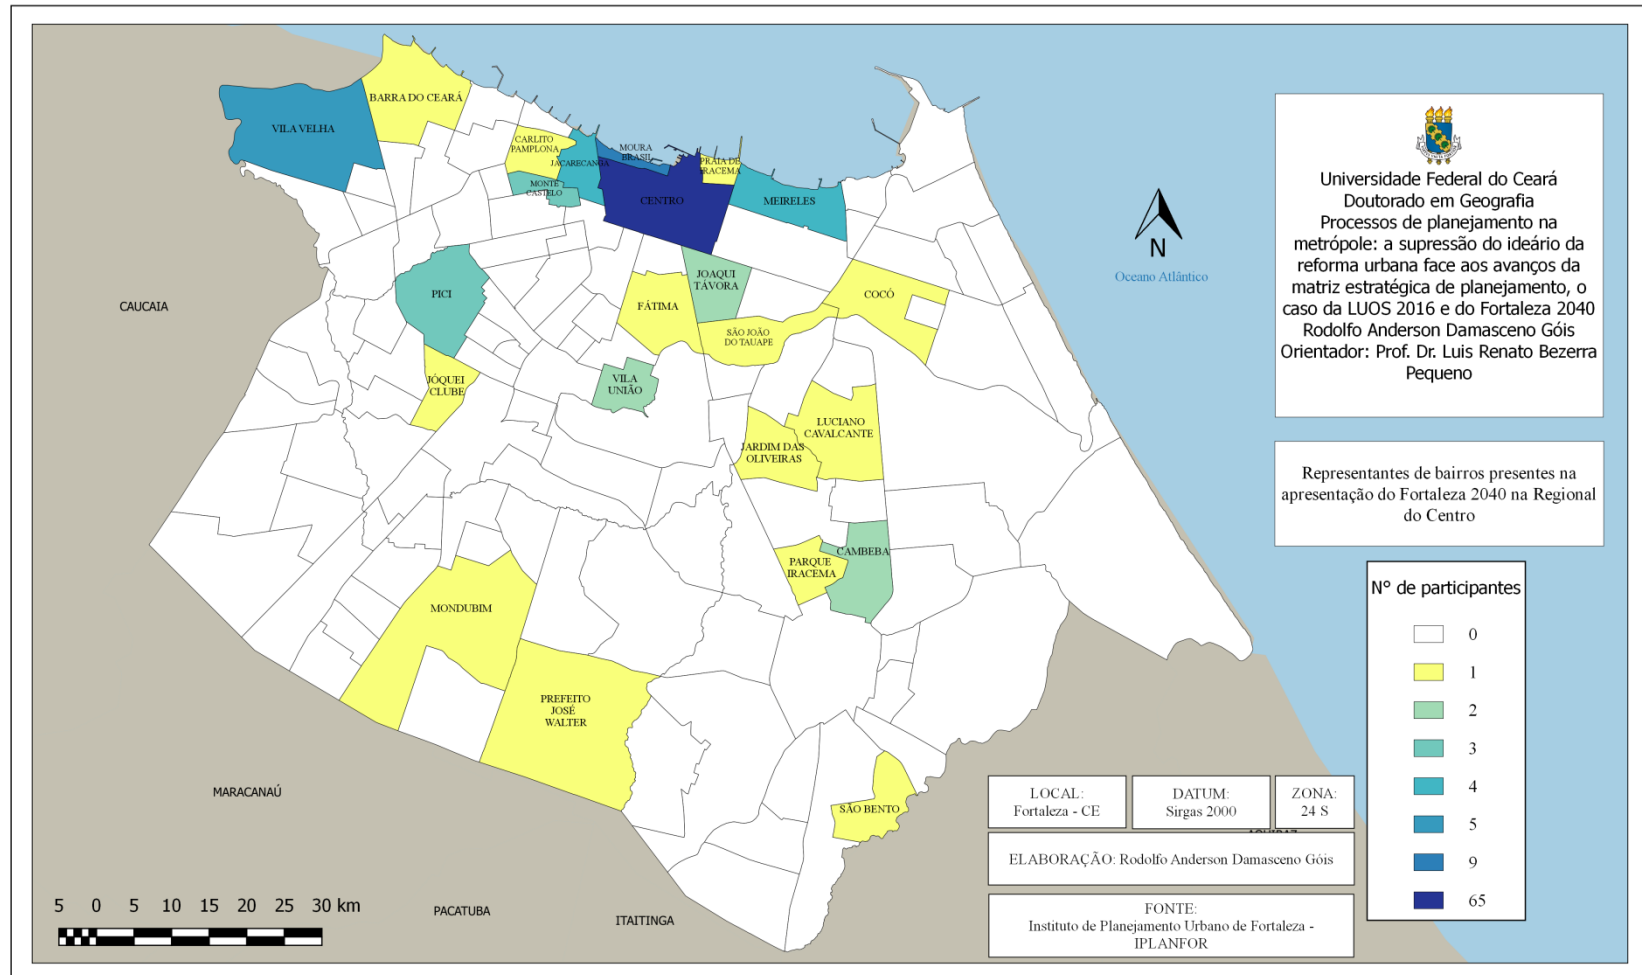 BARRA DO CEARÁ
VILA VELHA
CARLITO
PAMPLONA
JACARECANGA
MOURA
BRASIL
PRAIA DE
IRACEMA
MONTE
CASTELO
CENTRO
MEIRELES
JOAQUI
TÁVORA
PICI
FÁTIMA
COCÓ
SÃO JOÃO
DO TAUAPE
JÓQUEI
CLUBE
VILA
UNIÃO
LUCIANO
CAVALCANTE
JARDIM DAS
OLIVEIRAS
PARQUE
IRACEMA
CAMBEBA
MONDUBIM
PREFEITO
JOSÉ
WALTER
SÃO BENTO
CAUCAIA
MARACANAÚ
PACATUBA
ITAITINGA
N
Oceano Atlântico
Universidade Federal do Ceará
Doutorado em Geografia
Processos de planejamento na
metrópole: a supressão do ideário da
reforma urbana face aos avanços da
matriz estratégica de planejamento, o
caso da LUOS 2016 e do Fortaleza 2040
Rodolfo Anderson Damasceno Góis
Orientador: Prof. Dr. Luis Renato Bezerra
Pequeno
Representantes de bairros presentes na
apresentação do Fortaleza 2040 na Regional
do Centro
N° de participantes
0
1
2
3
4
5
9
65
LOCAL:
Fortaleza - CE
DATUM:
Sirgas 2000
ZONA:
24 S
ELABORAÇÃO: Rodolfo Anderson Damasceno Góis
FONTE:
Instituto de Planejamento Urbano de Fortaleza -
IPLANFOR
5 0 5 10 15 20 25 30 km